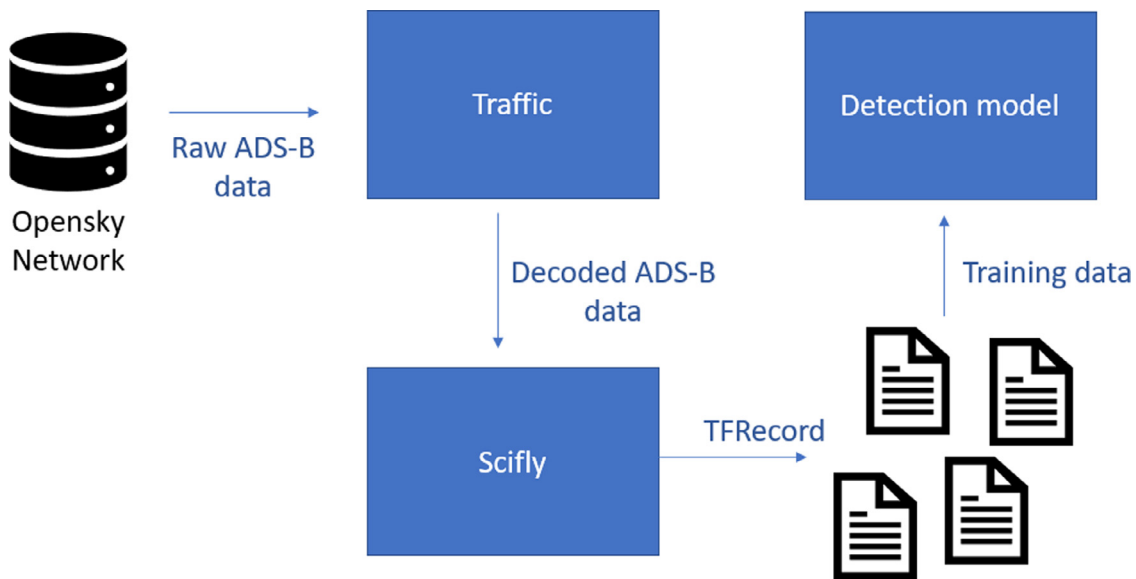 Traffic
Detection model
Raw ADS-B
data
Opensky
Network
Decoded ADS-B
data
Training data
Scifly
TFRecord